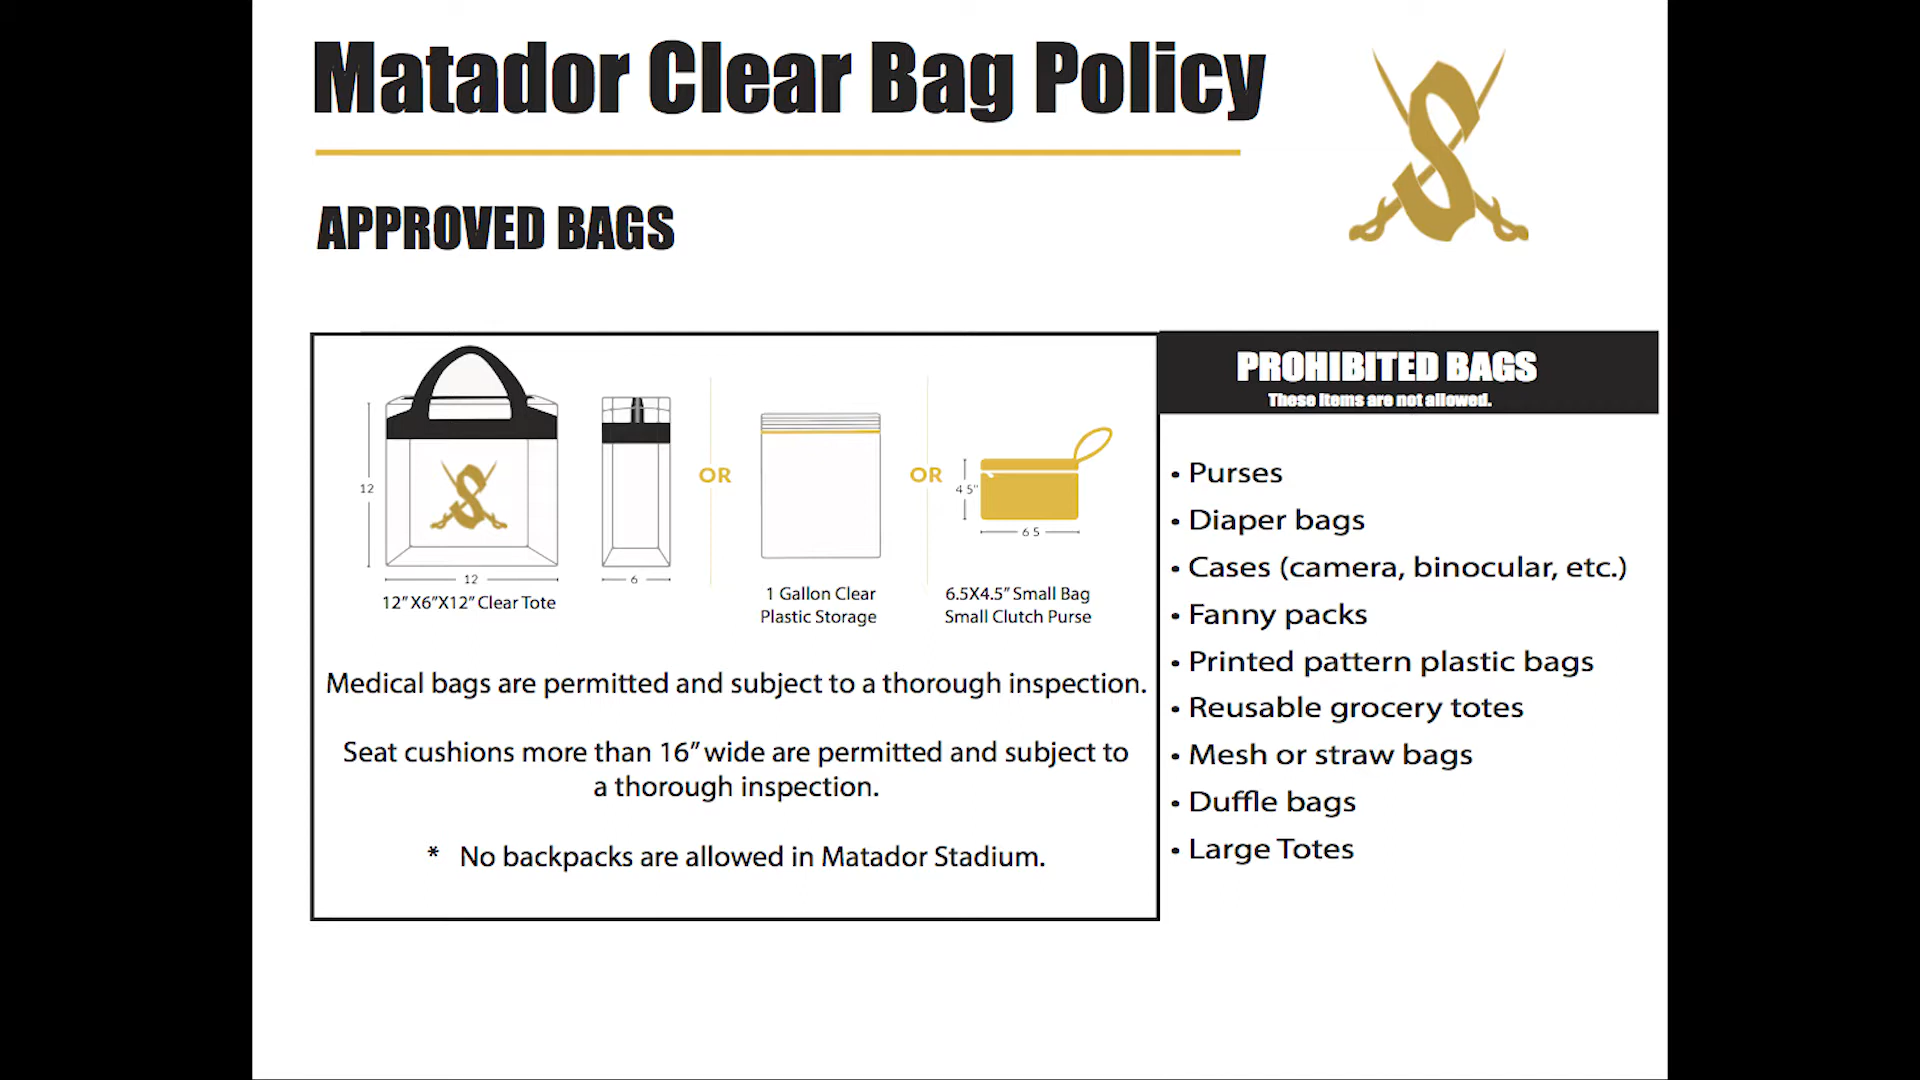 Matador Clear Bag Policy
APPROVED BAGS
PROHIBITED BAGS
These items are not allowed.
S
12
12
12"X6"X12" Clear Tote
6
OR
1 Gallon Clear
Plastic Storage
OR
4 5"
6 5
6.5X4.5" Small Bag
Small Clutch Purse
Medical bags are permitted and subject to a thorough inspection.
Seat cushions more than 16" wide are permitted and subject to
a thorough inspection.
* No backpacks are allowed in Matador Stadium.
• Purses
• Diaper bags
• Cases (camera, binocular, etc.)
• Fanny packs
• Printed pattern plastic bags
• Reusable grocery totes
• Mesh or straw bags
• Duffle bags
• Large Totes